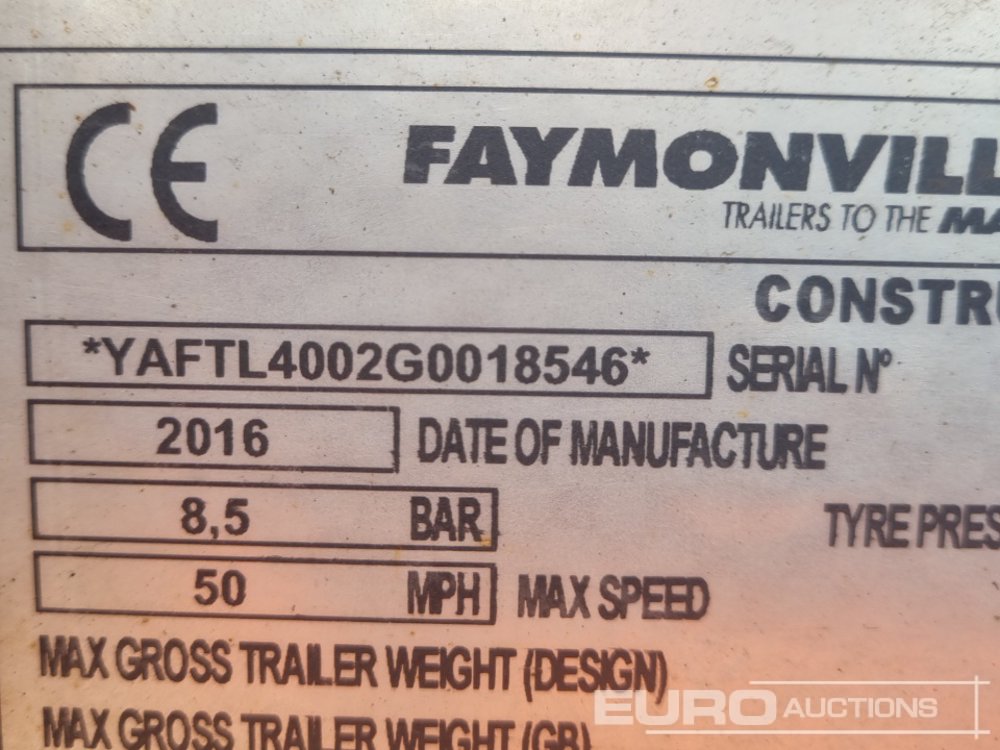 CE FAYMONVILL
TRAILERS TO THE MA
CONSTRU
*YAFTL4002G0018546* SERIAL Nº
2016 DATE OF MANUFACTURE
8,5 BAR TYRE PRES
50 MPH MAX SPEED
MAX GROSS TRAILER WEIGHT (DESIGN)
MAX GROSS TRAILER WEIGHT (GB)
EURO AUCTIONS